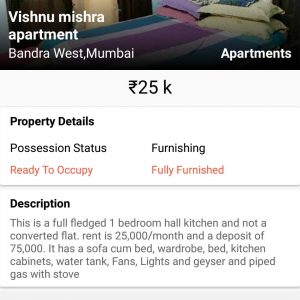 Vishnu mishra
apartment
Bandra West,Mumbai
Apartments
₹25 k
Property Details
Possession Status
Furnishing
Ready To Occupy
Fully Furnished
Description
This is a full fledged 1 bedroom hall kitchen and not a
converted flat. rent is 25,000/month and a deposit of
75,000. It has a sofa cum bed, wardrobe, bed, kitchen
cabinets, water tank, Fans, Lights and geyser and piped
gas with stove